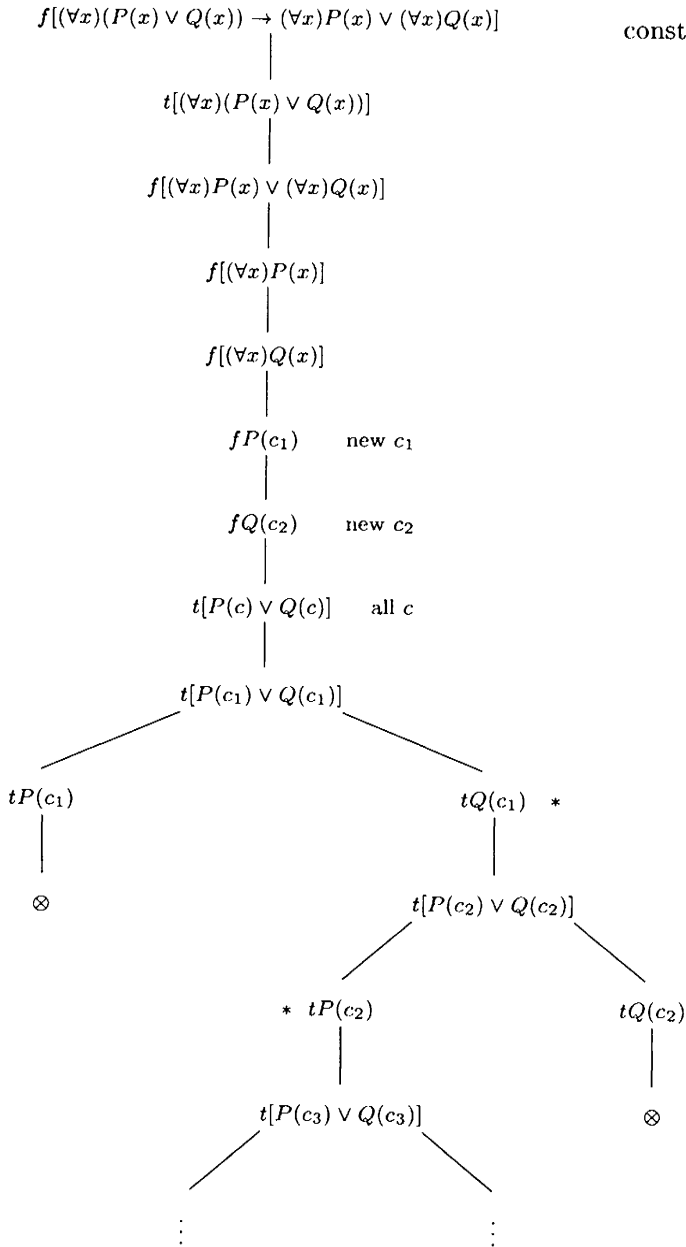 f[(∀x)(P(x) ∨ Q(x)) → (∀x)P(x) ∨ (∀x)Q(x)] const
t[(∀x)(P(x) ∨ Q(x))]
f[(∀x)P(x) ∨ (∀x)Q(x)]
f[(∀x)P(x)]
f[(∀x)Q(x)]
fP(c₁) new c₁
fQ(c₂) new c₂
t[P(c) ∨ Q(c)] all c
t[P(c₁) ∨ Q(c₁)]
tP(c₁) tQ(c₁) *
⊗ t[P(c₂) ∨ Q(c₂)]
* tP(c₂) tQ(c₂)
t[P(c₃) ∨ Q(c₃)] ⊗
⋮ ⋮